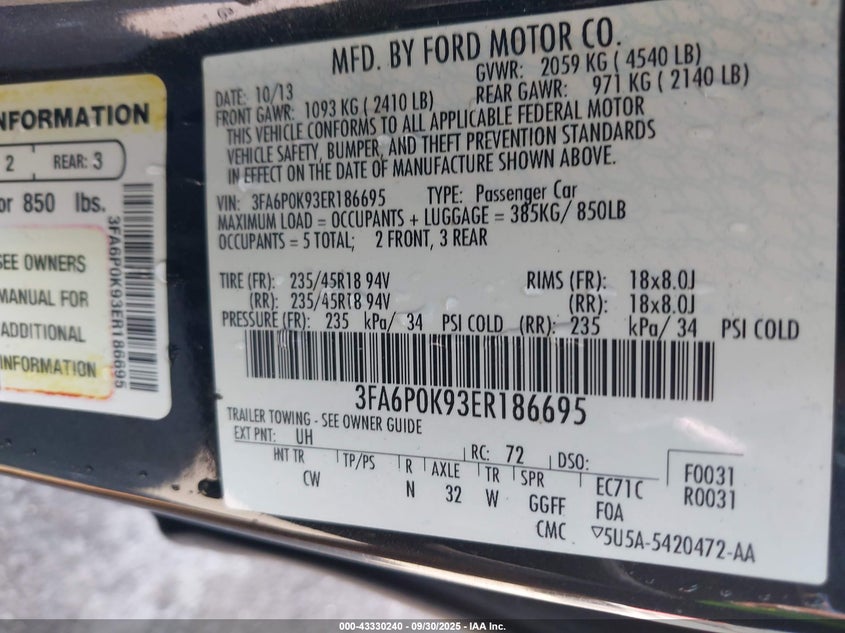 NFORMATION
2 REAR: 3
or 850 lbs.
SEE OWNERS
MANUAL FOR
ADDITIONAL
INFORMATION
3FA6P0K93ER186695
MFD. BY FORD MOTOR CO.
DATE: 10/13 GVWR: 2059 KG ( 4540 LB)
FRONT GAWR: 1093 KG ( 2410 LB) REAR GAWR: 971 KG ( 2140 LB)
THIS VEHICLE CONFORMS TO ALL APPLICABLE FEDERAL MOTOR
VEHICLE SAFETY, BUMPER, AND THEFT PREVENTION STANDARDS
IN EFFECT ON THE DATE OF MANUFACTURE SHOWN ABOVE.
VIN: 3FA6P0K93ER186695 TYPE: Passenger Car
MAXIMUM LOAD = OCCUPANTS + LUGGAGE = 385KG/ 850LB
OCCUPANTS = 5 TOTAL; 2 FRONT, 3 REAR
TIRE (FR): 235/45R18 94V RIMS (FR): 18x8.0J
(RR): 235/45R18 94V (RR): 18x8.0J
PRESSURE (FR): 235 kPa/ 34 PSI COLD (RR): 235 kPa/ 34 PSI COLD
3FA6P0K93ER186695
TRAILER TOWING - SEE OWNER GUIDE
EXT PNT: UH RC: 72 DSO: F0031
INT TR TP/PS R AXLE TR SPR EC71C R0031
CW N 32 W GGFF F0A
CMC ▽5U5A-5420472-AA
000-43330240 - 09/30/2025 - © IAA, Inc.